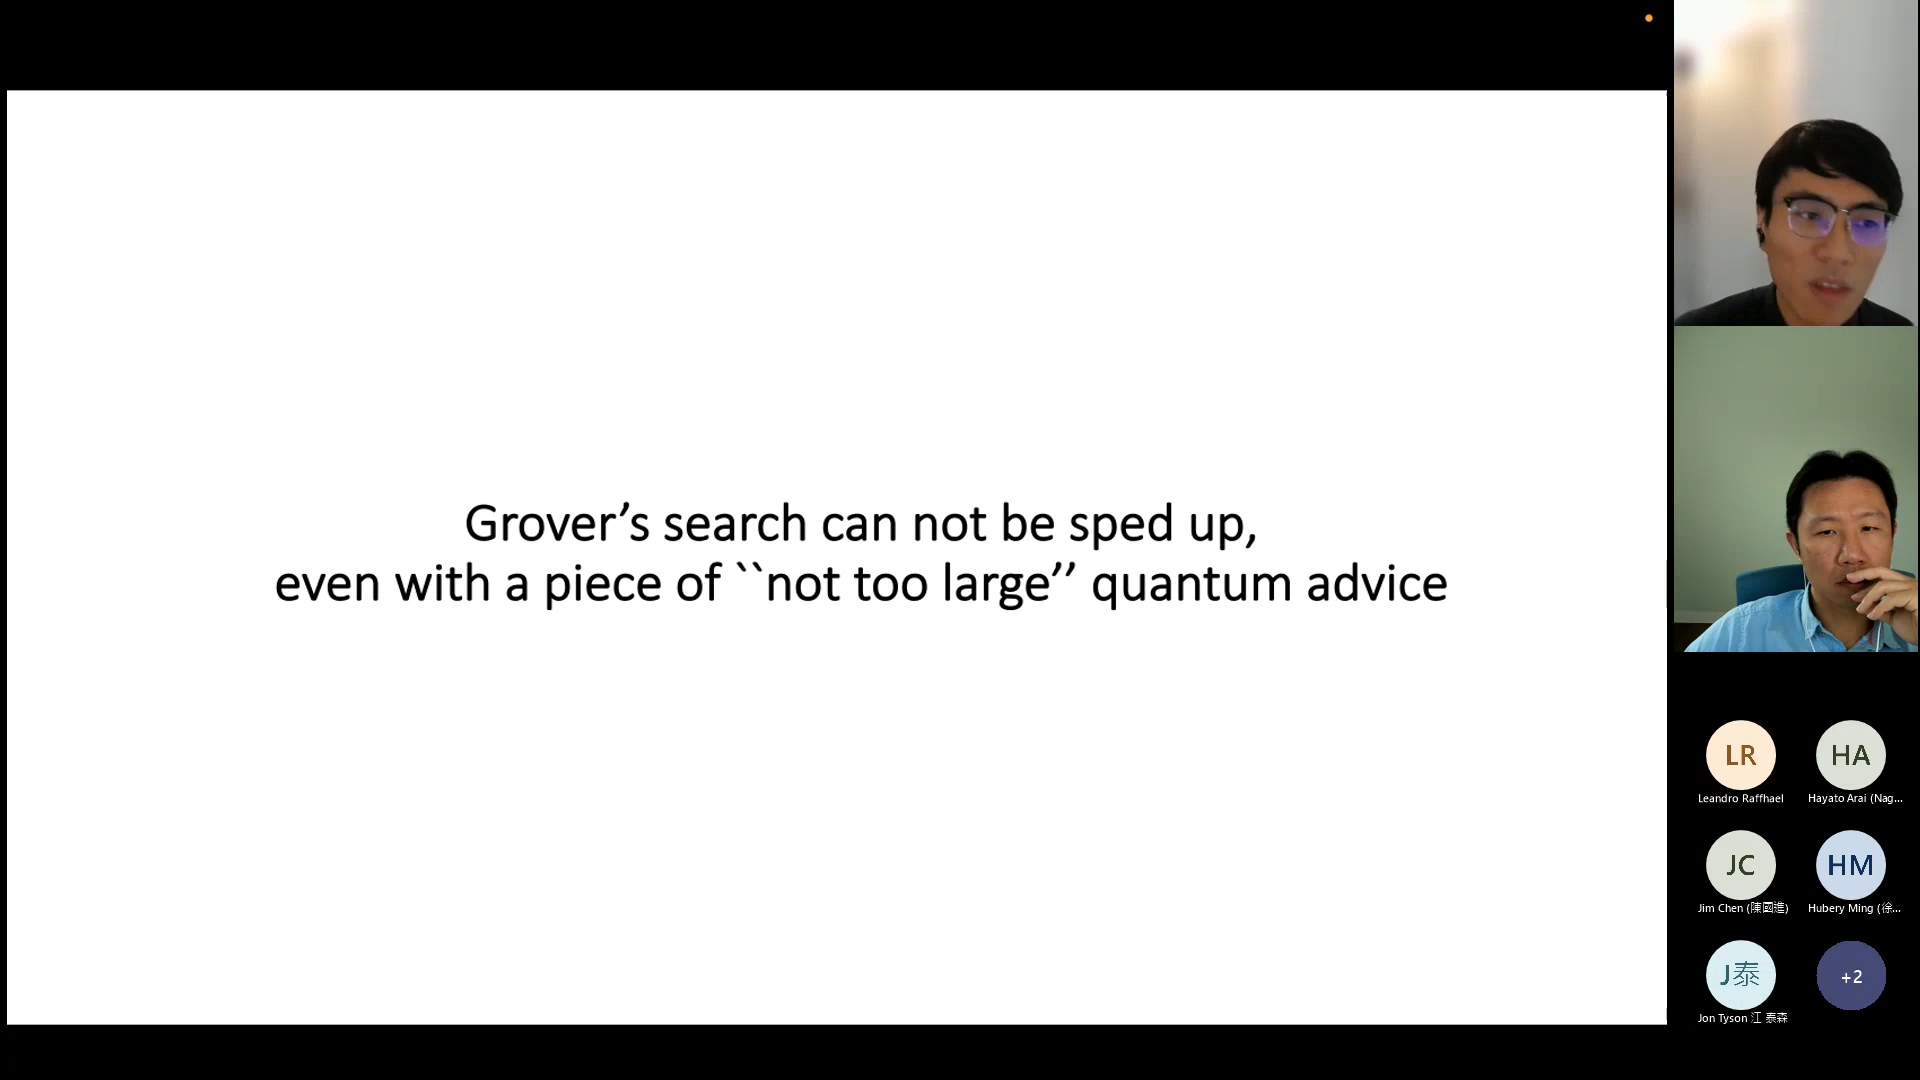 Grover’s search can not be sped up,
even with a piece of ``not too large’’ quantum advice
LR
HA
Leandro Raffhael
Hayato Arai (Nag...
JC
HM
Jim Chen (陳國進)
Hubery Ming (徐...
J泰
+2
Jon Tyson 江 泰森